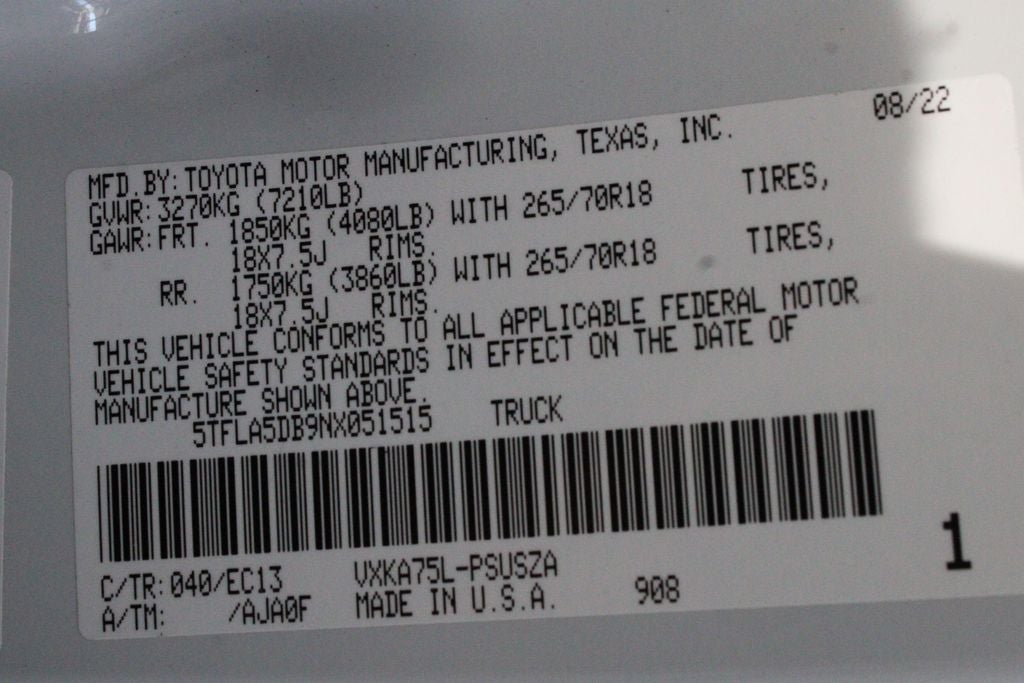 08/22
MFD.BY:TOYOTA MOTOR MANUFACTURING, TEXAS, INC.
GVWR:3270KG (7210LB)
GAWR:FRT. 1850KG (4080LB) WITH 265/70R18 TIRES,
18X7.5J RIMS.
RR. 1750KG (3860LB) WITH 265/70R18 TIRES,
18X7.5J RIMS.
THIS VEHICLE CONFORMS TO ALL APPLICABLE FEDERAL MOTOR
VEHICLE SAFETY STANDARDS IN EFFECT ON THE DATE OF
MANUFACTURE SHOWN ABOVE.
5TFLA5DB9NX051515 TRUCK
1
C/TR:040/EC13 VXKA75L-PSUSZA
A/TM: /AJA0F MADE IN U.S.A. 908